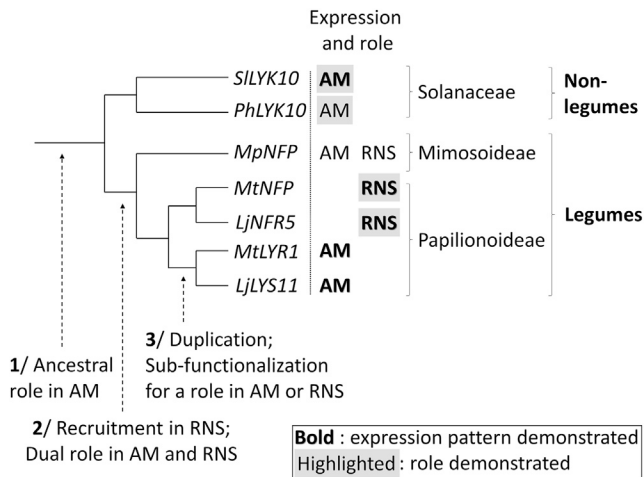 Expression
and role
SlLYK10 AM
PhLYK10 AM
Solanaceae
Non-
legumes
MpNFP AM RNS Mimosoideae
MtNFP RNS
LjNFR5 RNS
MtLYR1 AM
LjLYS11 AM
Papilionoideae
Legumes
1/ Ancestral
role in AM
2/ Recruitment in RNS;
Dual role in AM and RNS
3/ Duplication;
Sub-functionalization
for a role in AM or RNS
Bold : expression pattern demonstrated
Highlighted : role demonstrated